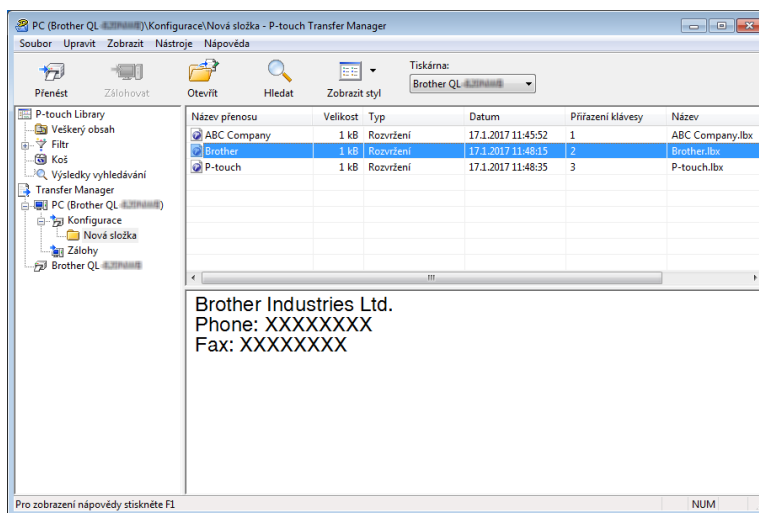 PC (Brother QL )\Konfigurace\Nová složka - P-touch Transfer Manager
Soubor Upravit Zobrazit Nástroje Nápověda
Přenést Zálohovat Otevřít Hledat Zobrazit styl
Tiskárna:
Brother QL
P-touch Library
Veškerý obsah
Filtr
Koš
Výsledky vyhledávání
Transfer Manager
PC (Brother QL )
Konfigurace
Nová složka
Zálohy
Brother QL
Název přenosu Velikost Typ Datum Přiřazení klávesy Název
ABC Company 1 kB Rozvržení 17.1.2017 11:45:52 1 ABC Company.lbx
Brother 1 kB Rozvržení 17.1.2017 11:48:15 2 Brother.lbx
P-touch 1 kB Rozvržení 17.1.2017 11:48:35 3 P-touch.lbx
Brother Industries Ltd.
Phone: XXXXXXXX
Fax: XXXXXXXX
Pro zobrazení nápovědy stiskněte F1
NUM